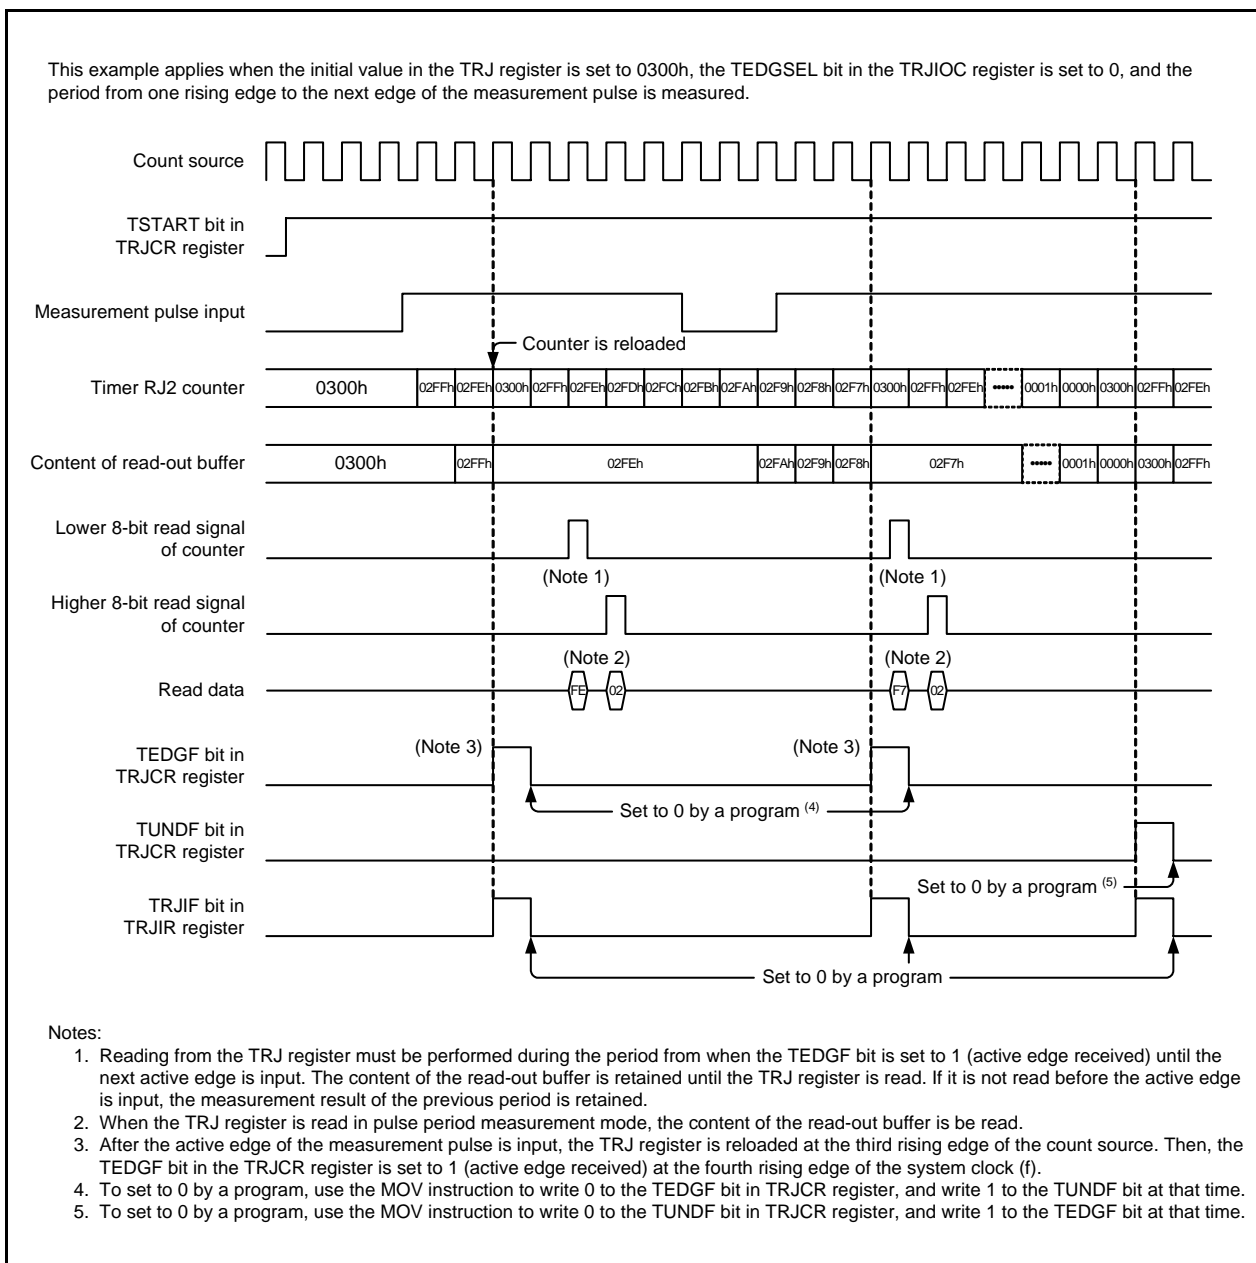 This example applies when the initial value in the TRJ register is set to 0300h, the TEDGSEL bit in the TRJIOC register is set to 0, and the
period from one rising edge to the next edge of the measurement pulse is measured.
Count source
TSTART bit in
TRJCR register
Measurement pulse input
Counter is reloaded
Timer RJ2 counter
0300h 02FFh 02FEh 0300h 02FFh 02FEh 02FDh 02FCh 02FBh 02FAh 02F9h 02F8h 02F7h 0300h 02FFh 02FEh ••••• 0001h 0000h 0300h 02FFh 02FEh
Content of read-out buffer
0300h 02FFh 02FEh 02FAh 02F9h 02F8h 02F7h ••••• 0001h 0000h 0300h 02FFh
Lower 8-bit read signal
of counter
(Note 1) (Note 1)
Higher 8-bit read signal
of counter
(Note 2) (Note 2)
Read data
FE 02 F7 02
(Note 3) (Note 3)
TEDGF bit in
TRJCR register
Set to 0 by a program (4)
TUNDF bit in
TRJCR register
Set to 0 by a program (5)
TRJIF bit in
TRJIR register
Set to 0 by a program
Notes:
1. Reading from the TRJ register must be performed during the period from when the TEDGF bit is set to 1 (active edge received) until the
next active edge is input. The content of the read-out buffer is retained until the TRJ register is read. If it is not read before the active edge
is input, the measurement result of the previous period is retained.
2. When the TRJ register is read in pulse period measurement mode, the content of the read-out buffer is be read.
3. After the active edge of the measurement pulse is input, the TRJ register is reloaded at the third rising edge of the count source. Then, the
TEDGF bit in the TRJCR register is set to 1 (active edge received) at the fourth rising edge of the system clock (f).
4. To set to 0 by a program, use the MOV instruction to write 0 to the TEDGF bit in TRJCR register, and write 1 to the TUNDF bit at that time.
5. To set to 0 by a program, use the MOV instruction to write 0 to the TUNDF bit in TRJCR register, and write 1 to the TEDGF bit at that time.